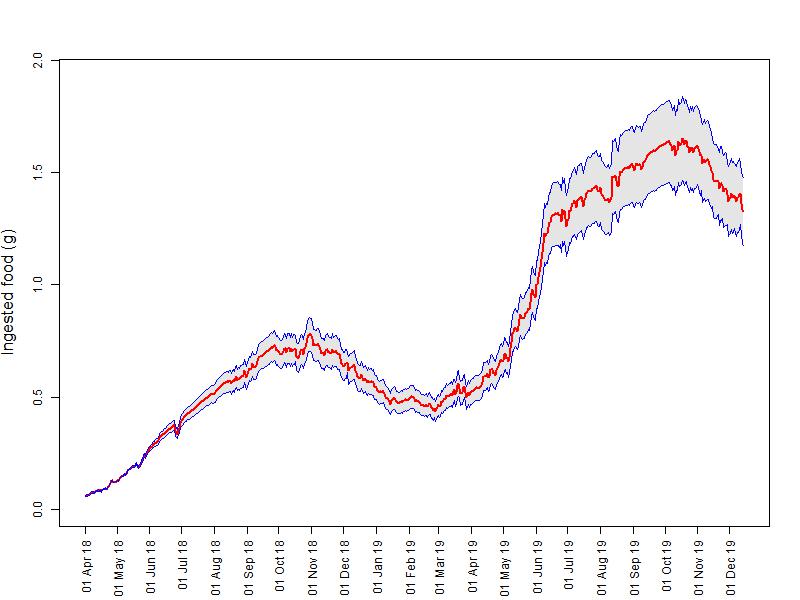 Ingested food (g)
2.0
1.5
1.0
0.5
0.0
01 Apr 18
01 May 18
01 Jun 18
01 Jul 18
01 Aug 18
01 Sep 18
01 Oct 18
01 Nov 18
01 Dec 18
01 Jan 19
01 Feb 19
01 Mar 19
01 Apr 19
01 May 19
01 Jun 19
01 Jul 19
01 Aug 19
01 Sep 19
01 Oct 19
01 Nov 19
01 Dec 19